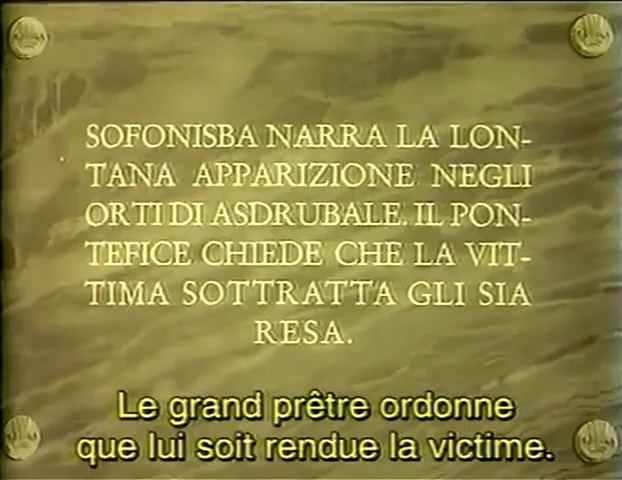 SOFONISBA NARRA LA LON-
TANA APPARIZIONE NEGLI
ORTI DI ASDRUBALE. IL PON-
TEFICE CHIEDE CHE LA VIT-
TIMA SOTTRATTA GLI SIA
RESA.
Le grand prêtre ordonne
que lui soit rendue la victime.